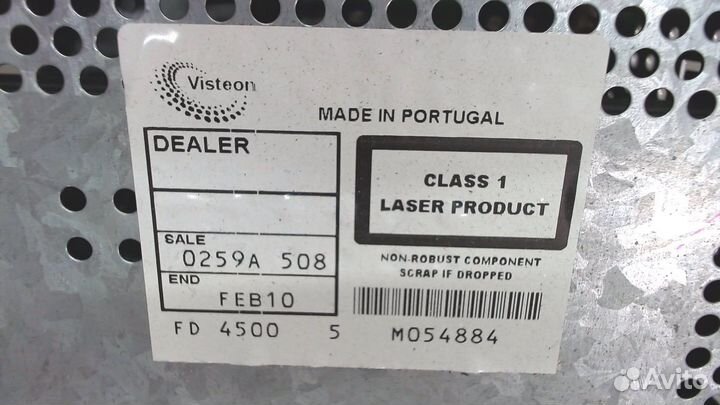 Visteon
MADE IN PORTUGAL
DEALER
SALE
0259A 508
END
FEB10
FD 4500 5
CLASS 1
LASER PRODUCT
NON-ROBUST COMPONENT
SCRAP IF DROPPED
M054884
Avito